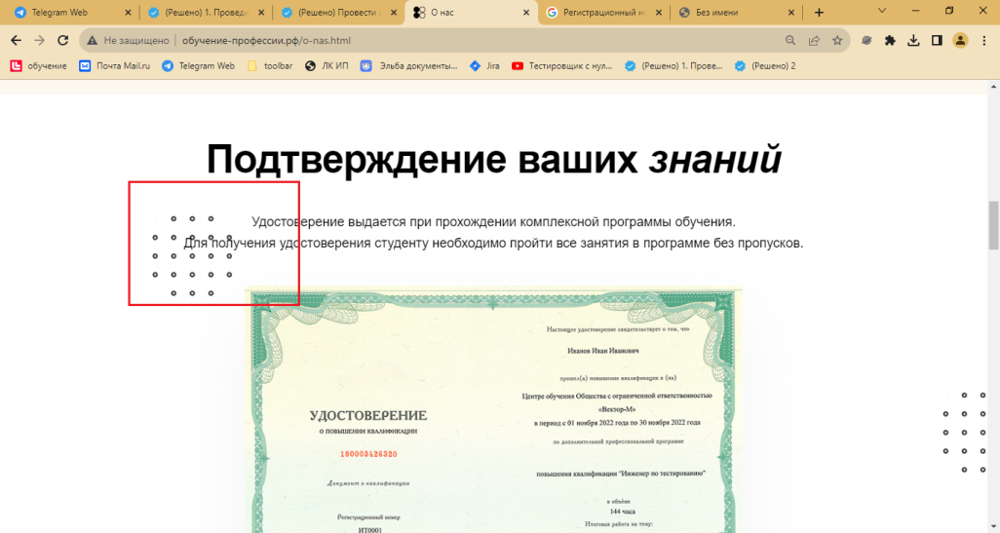 Telegram Web
(Решено) 1. Проведи
(Решено) Провести
О нас
Регистрационный но
Без имени
Не защищено | обучение-профессии.рф/o-nas.html
обучение
Почта Mail.ru
Telegram Web
toolbar
ЛК ИП
Эльба документы...
Jira
Тестировщик с нул...
(Решено) 1. Прове...
(Решено) 2
Подтверждение ваших знаний
Удостоверение выдается при прохождении комплексной программы обучения.
Для получения удостоверения студенту необходимо пройти все занятия в программе без пропусков.
УДОСТОВЕРЕНИЕ
О ПОВЫШЕНИИ КВАЛИФИКАЦИИ
180003426320
Документ о квалификации
Регистрационный номер
ИТ0001
Настоящее удостоверение свидетельствует о том, что
Иванов Иван Иванович
прошел(а) повышение квалификации в (на)
Центре обучения Общества с ограниченной ответственностью
«Вектор-М»
в период с 01 ноября 2022 года по 30 ноября 2022 года
по дополнительной профессиональной программе
повышения квалификации "Инженер по тестированию"
в объёме
144 часа
Итоговая работа на тему: